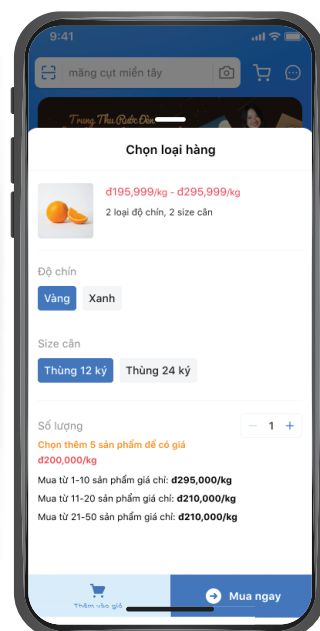 9:41
măng cụt miền tây
Trung Thu Rước Đèn
Chọn loại hàng
đ195,999/kg - đ295,999/kg
2 loại độ chín, 2 size cân
Độ chín
Vàng Xanh
Size cân
Thùng 12 ký Thùng 24 ký
Số lượng
1
Chọn thêm 5 sản phẩm để có giá
đ200,000/kg
Mua từ 1-10 sản phẩm giá chỉ: đ295,000/kg
Mua từ 11-20 sản phẩm giá chỉ: đ210,000/kg
Mua từ 21-50 sản phẩm giá chỉ: đ210,000/kg
Thêm vào giỏ
Mua ngay